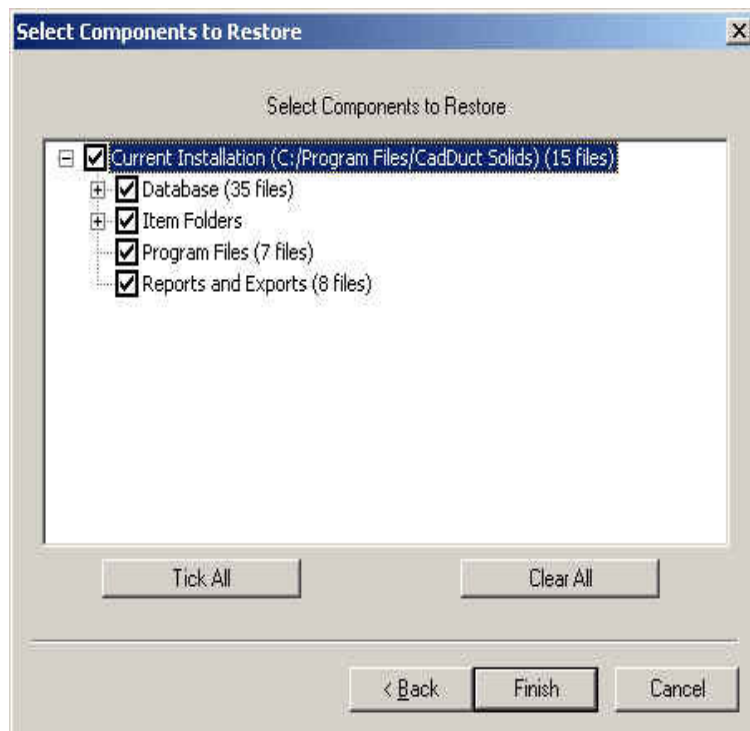 Select Components to Restore
Select Components to Restore
Current Installation (C:/Program Files/CadDuct Solids) (15 files)
Database (35 files)
Item Folders
Program Files (7 files)
Reports and Exports (8 files)
Tick All
Clear All
< Back
Finish
Cancel